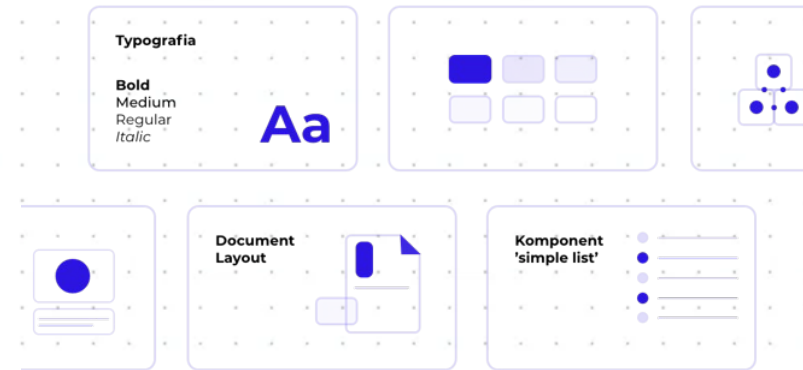 Typografia
Bold
Medium
Regular
Italic
Aa
Document
Layout
Komponent
’simple list’